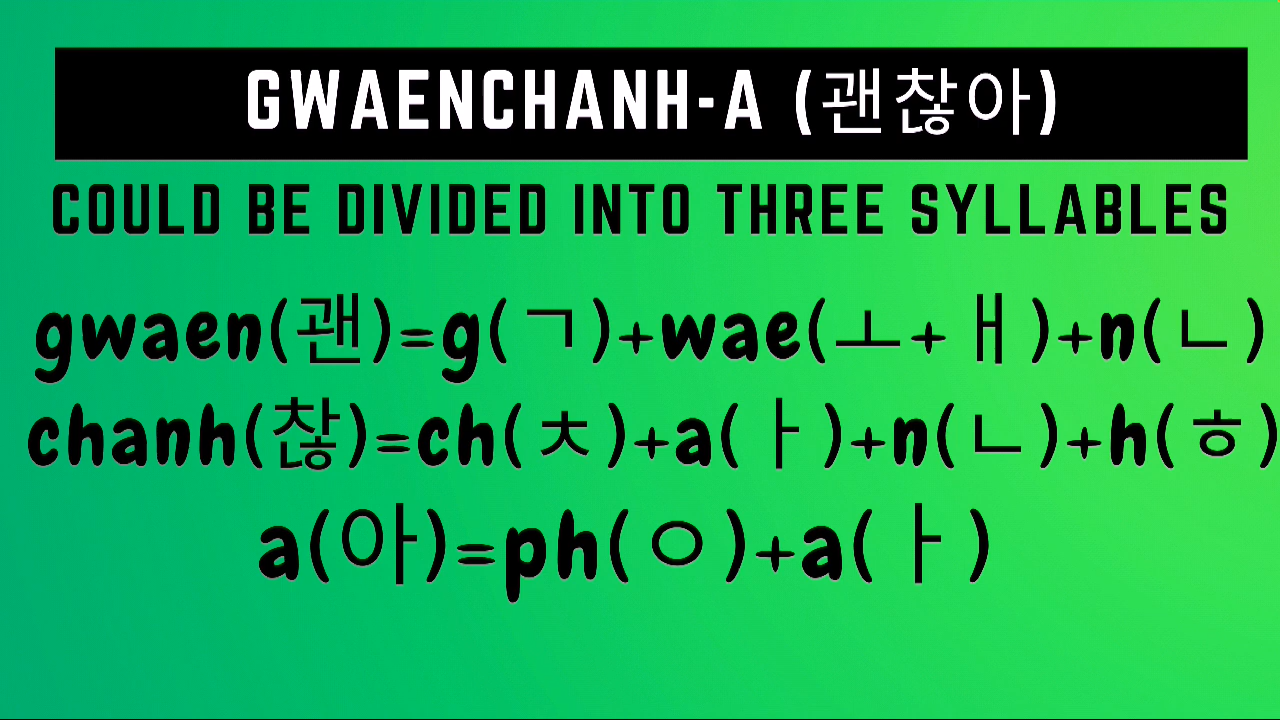 GWAENCHANH-A (괜찮아)
COULD BE DIVIDED INTO THREE SYLLABLES
gwaen(괜)=g(ㄱ)+wae(ㅗ+ㅐ)+n(ㄴ)
chanh(찮)=ch(ㅊ)+a(ㅏ)+n(ㄴ)+h(ㅎ)
a(아)=ph(ㅇ)+a(ㅏ)